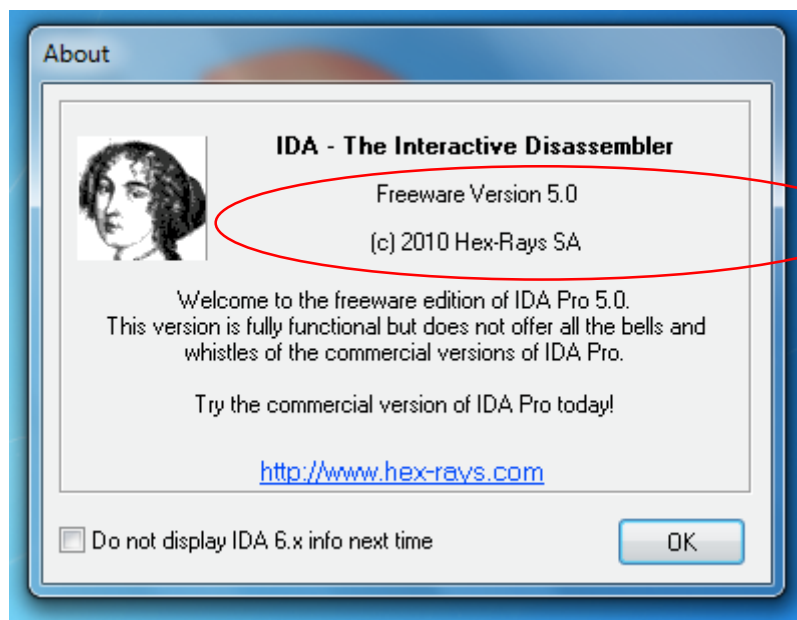 About
IDA - The Interactive Disassembler
Freeware Version 5.0
(c) 2010 Hex-Rays SA
Welcome to the freeware edition of IDA Pro 5.0.
This version is fully functional but does not offer all the bells and
whistles of the commercial versions of IDA Pro.
Try the commercial version of IDA Pro today!
http://www.hex-rays.com
Do not display IDA 6.x info next time
OK